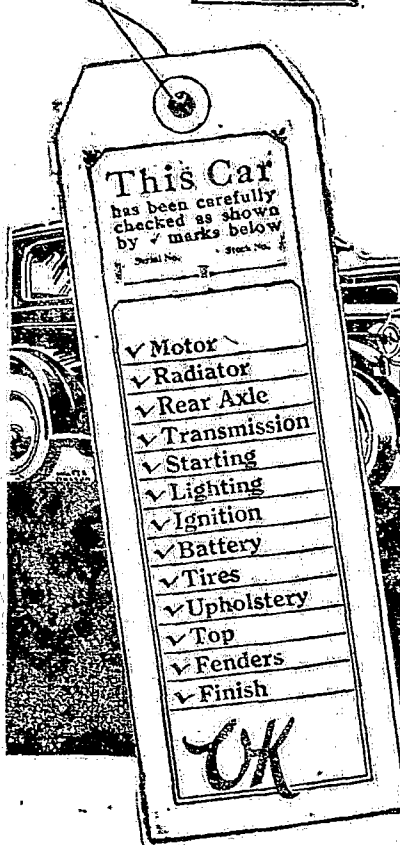 This Car
has been carefully
checked as shown
by ✓ marks below
Serial No. Stock No.
✓ Motor
✓ Radiator
✓ Rear Axle
✓ Transmission
✓ Starting
✓ Lighting
✓ Ignition
✓ Battery
✓ Tires
✓ Upholstery
✓ Top
✓ Fenders
✓ Finish
OK